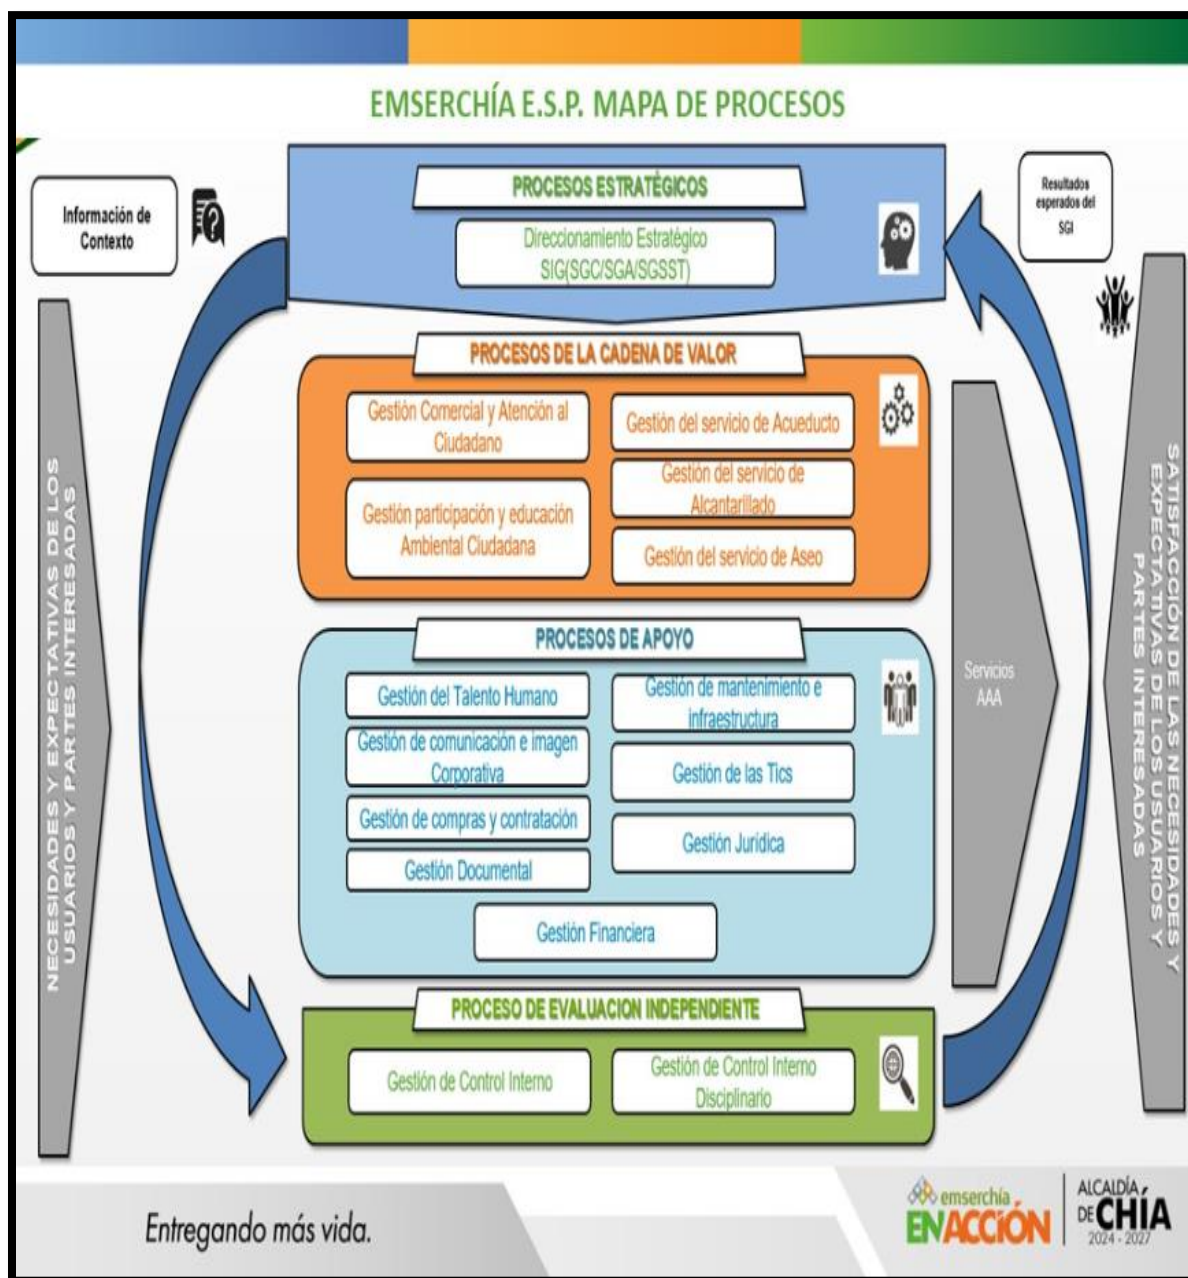 EMSERCHÍA E.S.P. MAPA DE PROCESOS
Información de
Contexto
PROCESOS ESTRATÉGICOS
Direccionamiento Estratégico
SIG(SGC/SGA/SGSST)
Resultados
esperados del
SGI
NECESIDADES Y EXPECTATIVAS DE LOS
USUARIOS Y PARTES INTERESADAS
PROCESOS DE LA CADENA DE VALOR
Gestión Comercial y Atención al
Ciudadano
Gestión participación y educación
Ambiental Ciudadana
Gestión del servicio de Acueducto
Gestión del servicio de
Alcantarillado
Gestión del servicio de Aseo
PROCESOS DE APOYO
Gestión del Talento Humano
Gestión de comunicación e imagen
Corporativa
Gestión de compras y contratación
Gestión Documental
Gestión de mantenimiento e
infraestructura
Gestión de las Tics
Gestión Jurídica
Gestión Financiera
Servicios
AAA
SATISFACCIÓN DE LAS NECESIDADES Y
EXPECTATIVAS DE LOS USUARIOS Y
PARTES INTERESADAS
PROCESO DE EVALUACION INDEPENDIENTE
Gestión de Control Interno
Gestión de Control Interno
Disciplinario
Entregando más vida.
emserchía
EN ACCIÓN
ALCALDÍA
DE CHÍA
2024 - 2027